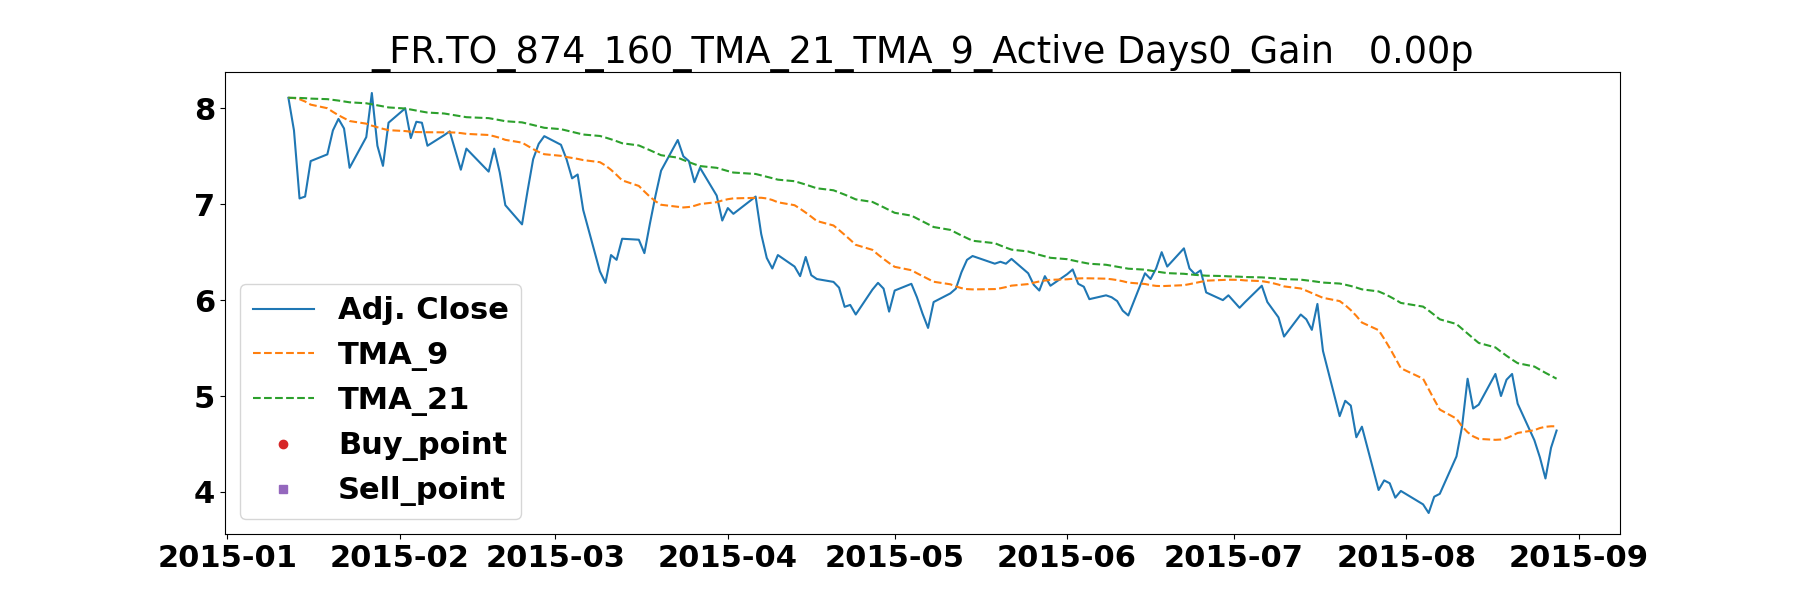 _FR.TO_874_160_TMA_21_TMA_9_Active Days0_Gain   0.00p
8
7
6
5
4
Adj. Close
TMA_9
TMA_21
Buy_point
Sell_point
2015-01 2015-02 2015-03 2015-04 2015-05 2015-06 2015-07 2015-08 2015-09